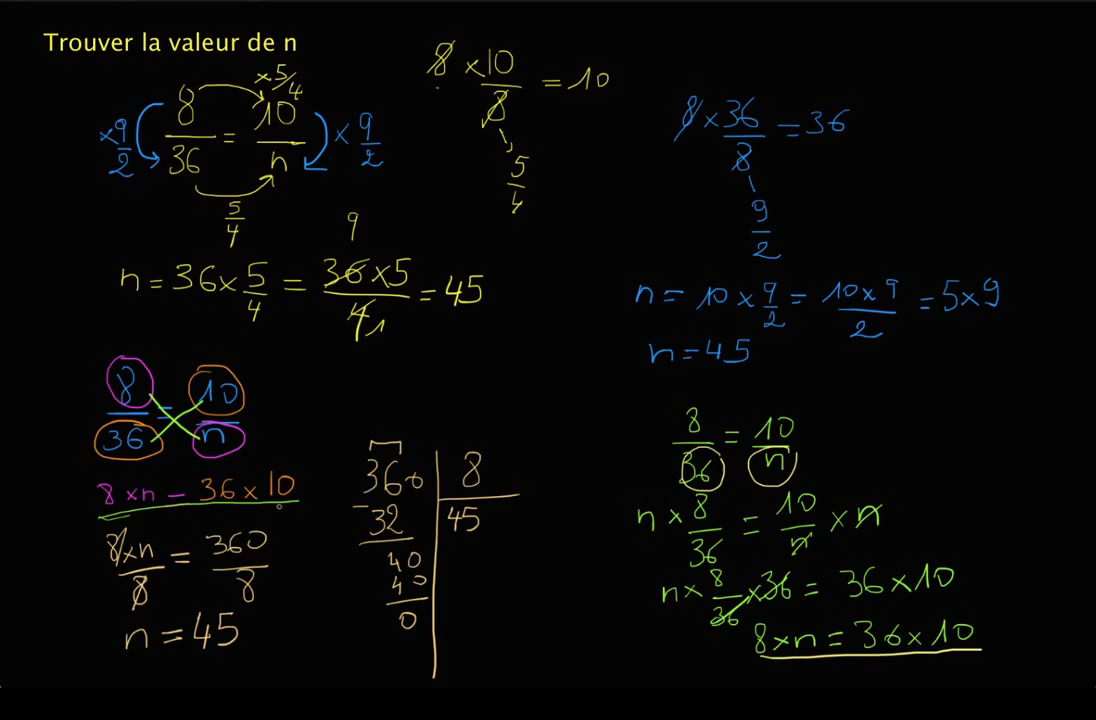 Trouver la valeur de n
×5/4
8/36 = 10/n
×9/2
×9/2
5/4
8 × 10/8 = 10
5/4
8 × 36/8 = 36
9/2
9
n = 36 × 5/4 = 36 × 5/4 1 = 45
n = 10 × 9/2 = 10 × 9/2 = 5 × 9
n = 45
8/36 = 10/n
8 × n = 36 × 10
8 × n/8 = 360/8
n = 45
360 | 8
- 32 | 45
40
40
0
8/36 = 10/n
n × 8/36 = 10/n × n
n × 8/36 × 36 = 36 × 10
8 × n = 36 × 10